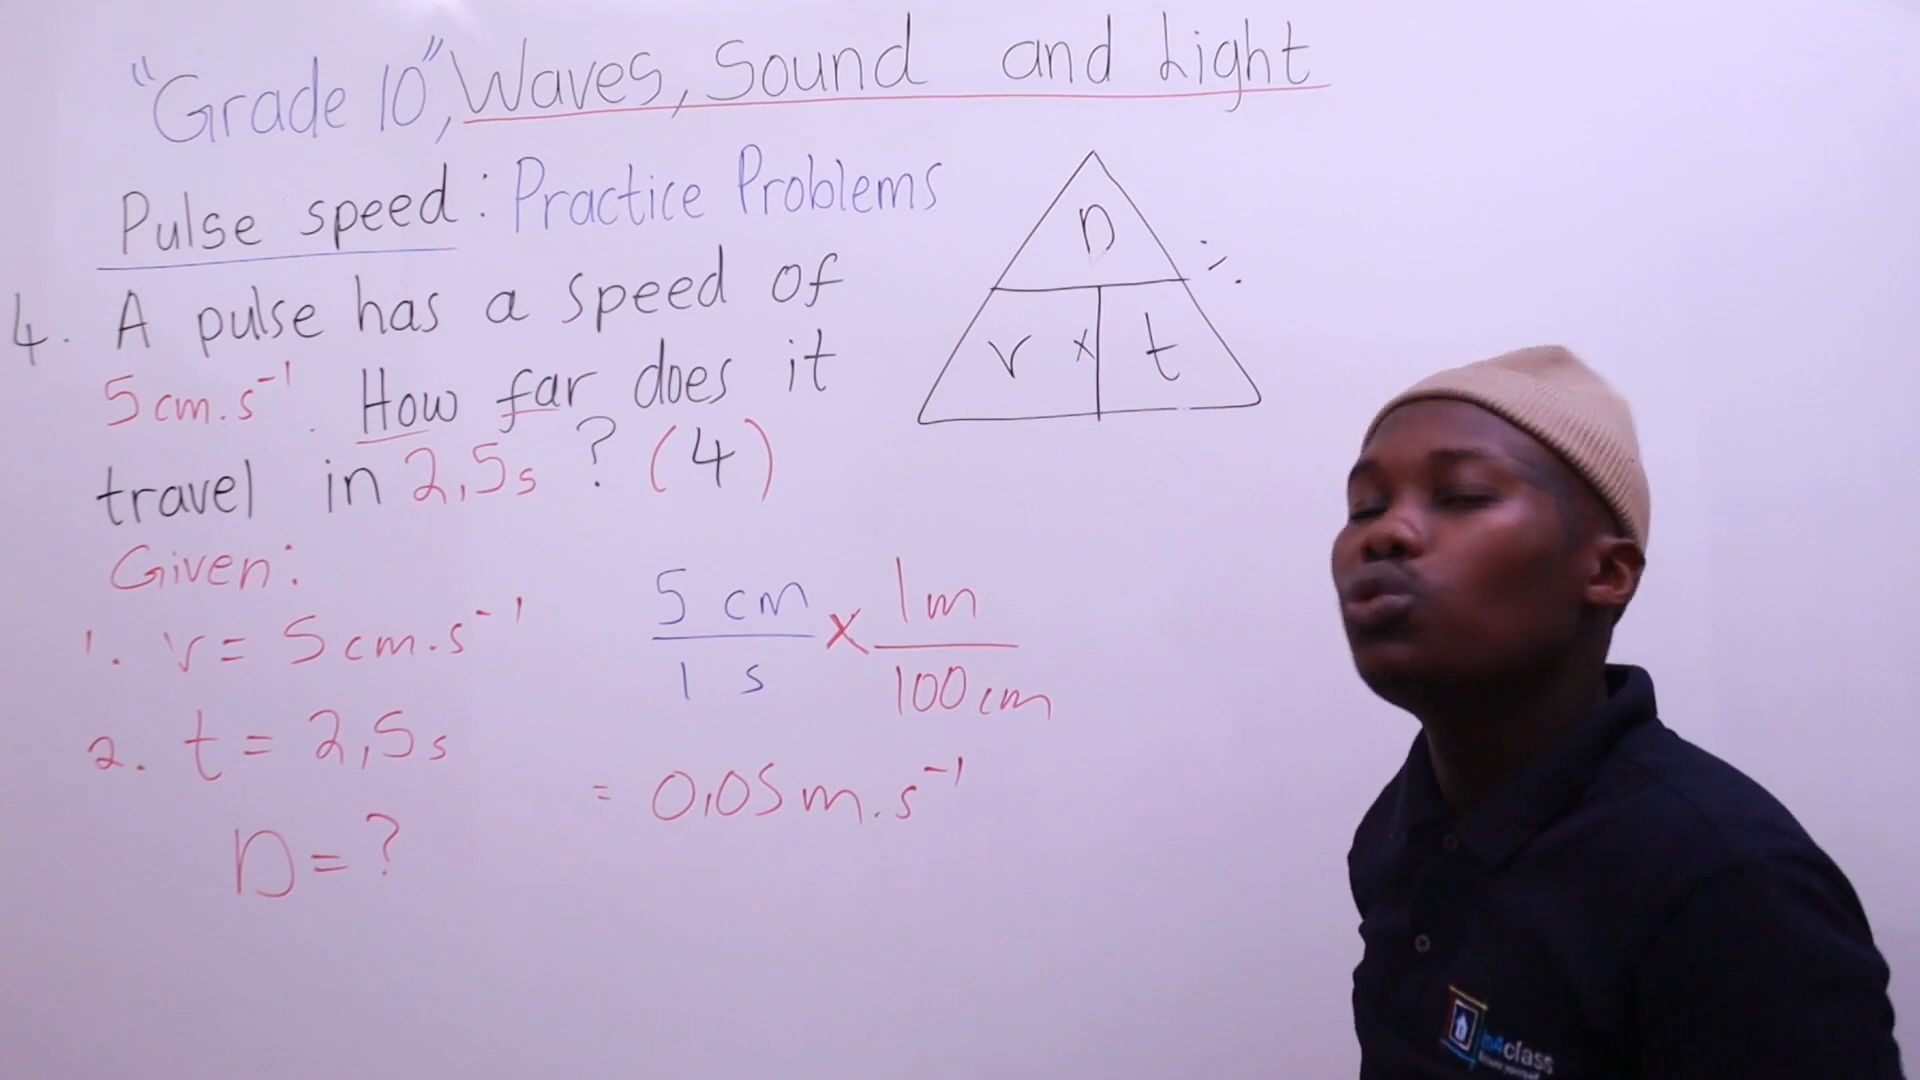 "Grade 10", Waves, Sound and Light
Pulse speed: Practice Problems
4. A pulse has a speed of
5 cm.s⁻¹. How far does it
travel in 2,5s ? (4)
Given:
1. v = 5 cm.s⁻¹
2. t = 2,5s
D = ?
D
÷
v × t
5 cm × 1m
1 s 100 cm
= 0,05 m.s⁻¹
in4class